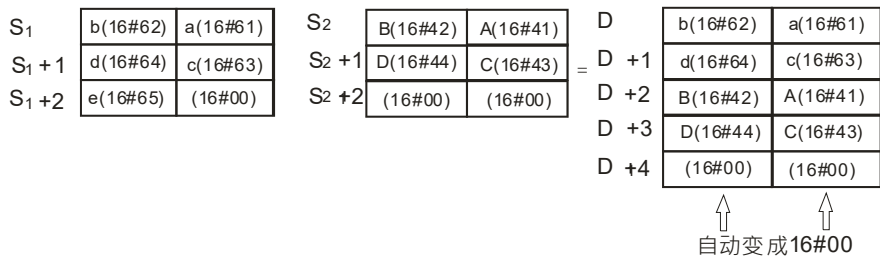 S1 b(16#62) a(16#61) S2 B(16#42) A(16#41) D b(16#62) a(16#61)
S1 +1 d(16#64) c(16#63) S2 +1 D(16#44) C(16#43) = D +1 d(16#64) c(16#63)
S1 +2 e(16#65) (16#00) S2 +2 (16#00) (16#00) D +2 B(16#42) A(16#41)
D +3 D(16#44) C(16#43)
D +4 (16#00) (16#00)
自动变成16#00